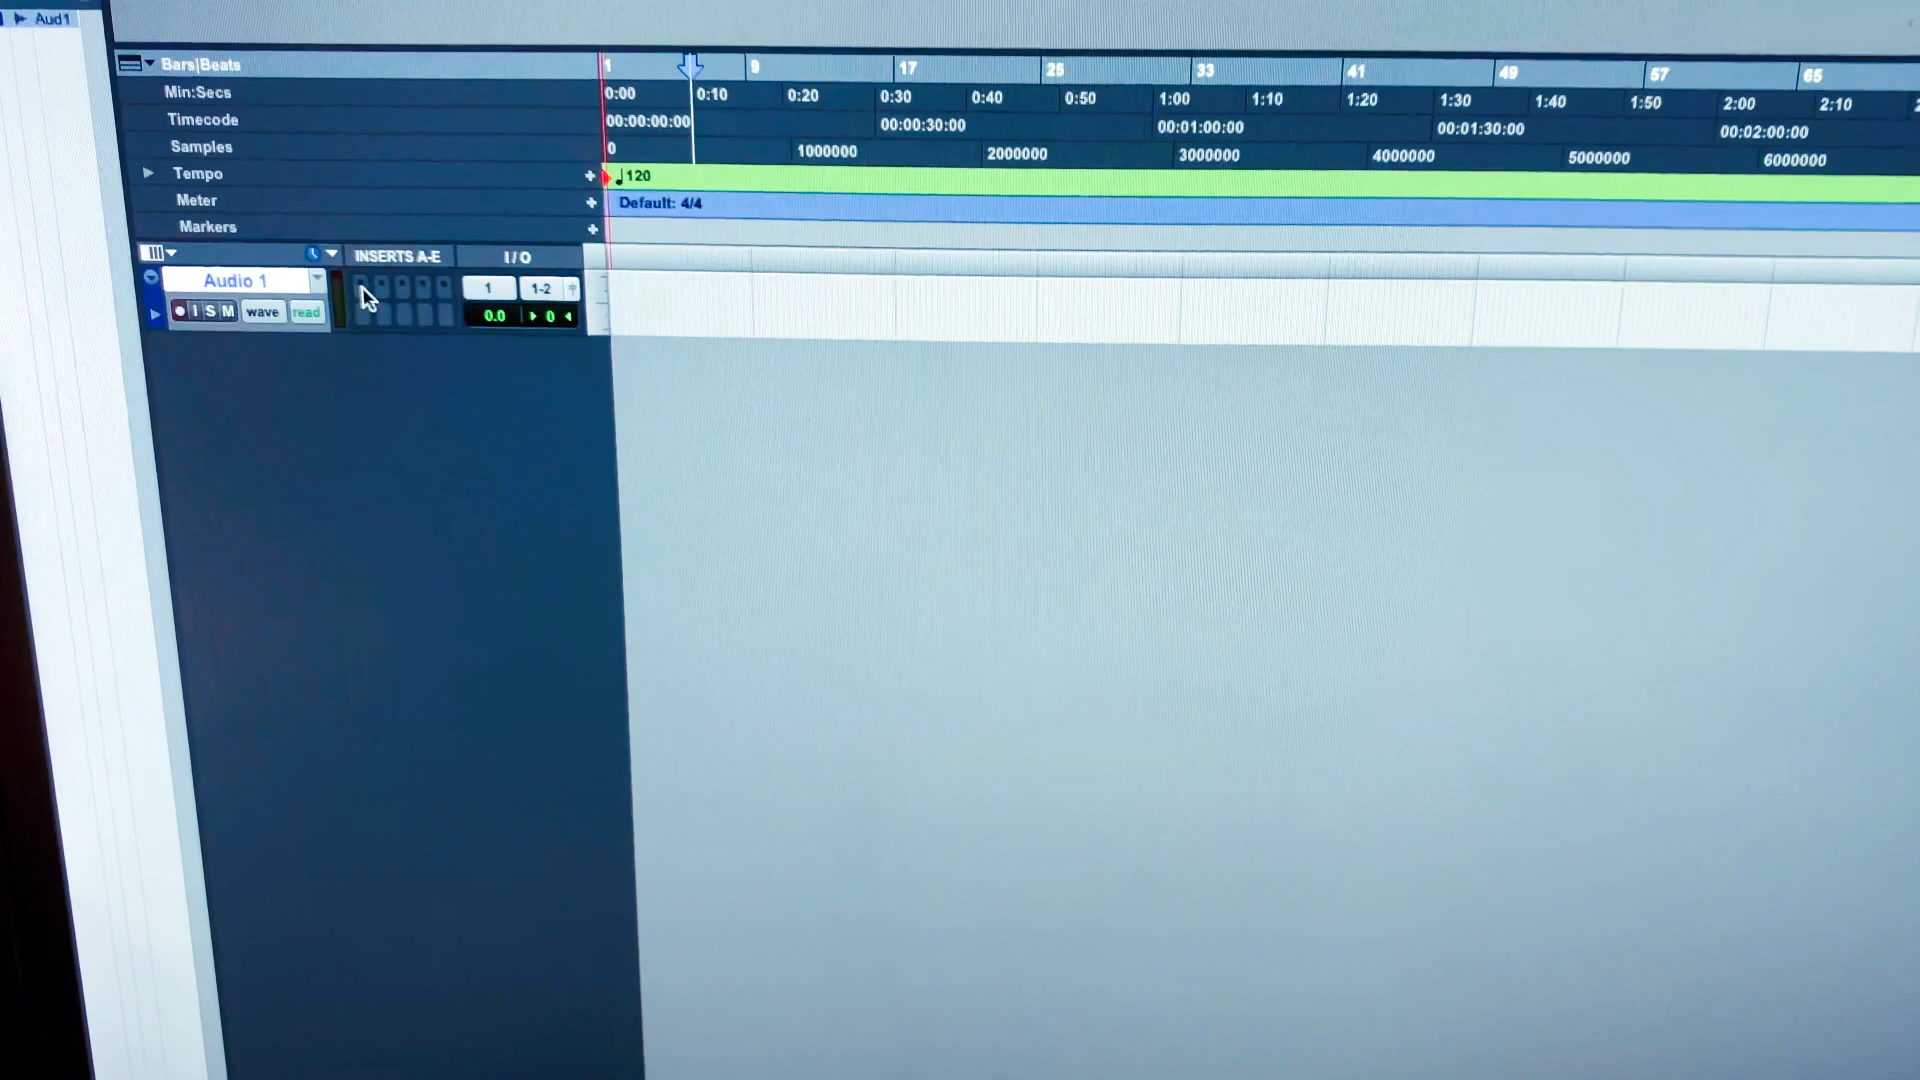 Aud1
Bars|Beats 1 9 17 25 33 41 49 57 65
Min:Secs 0:00 0:10 0:20 0:30 0:40 0:50 1:00 1:10 1:20 1:30 1:40 1:50 2:00 2:10
Timecode 00:00:00:00 00:00:30:00 00:01:00:00 00:01:30:00 00:02:00:00
Samples 0 1000000 2000000 3000000 4000000 5000000 6000000
Tempo + 120
Meter + Default: 4/4
Markers +
INSERTS A-E I/O
Audio 1 1 1-2
I S M wave read 0.0 0